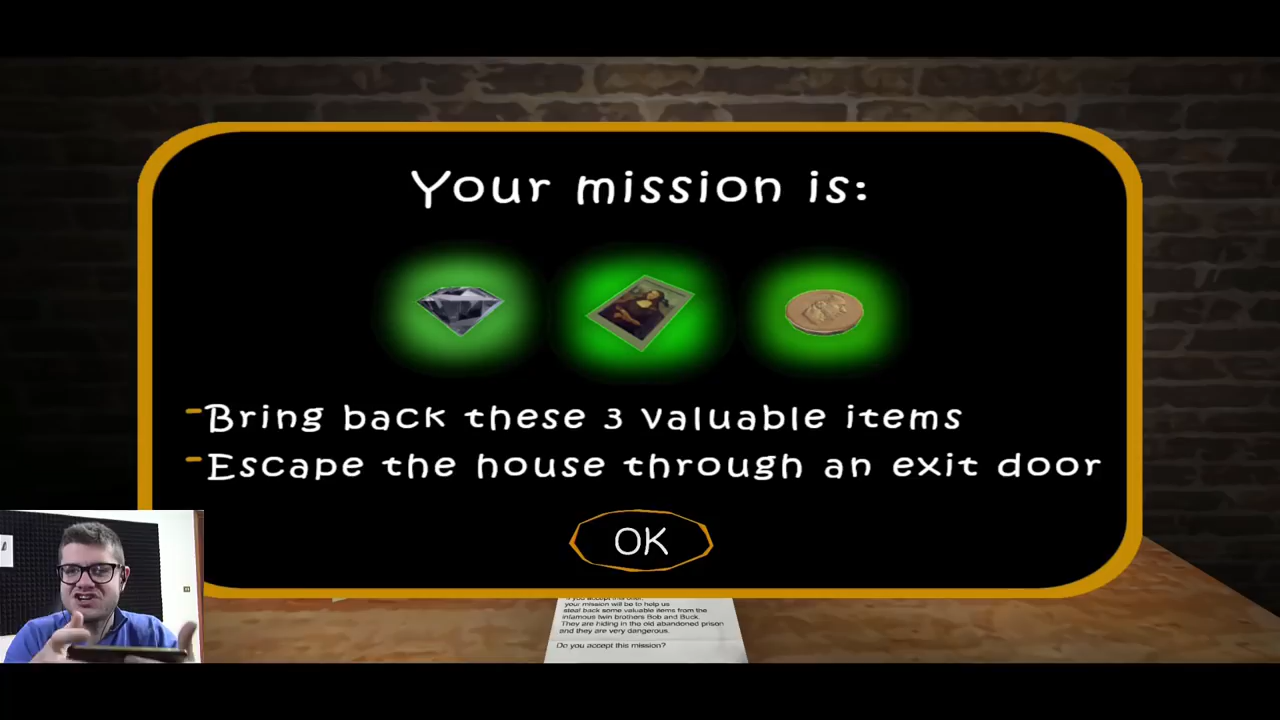 Your mission is:
-Bring back these 3 valuable items
-Escape the house through an exit door
OK
your mission will be to help us
steal back some valuable items from the
infamous twin brothers Bob and Buck.
They are hiding in the old abandoned prison
and they are very dangerous.
Do you accept this mission?